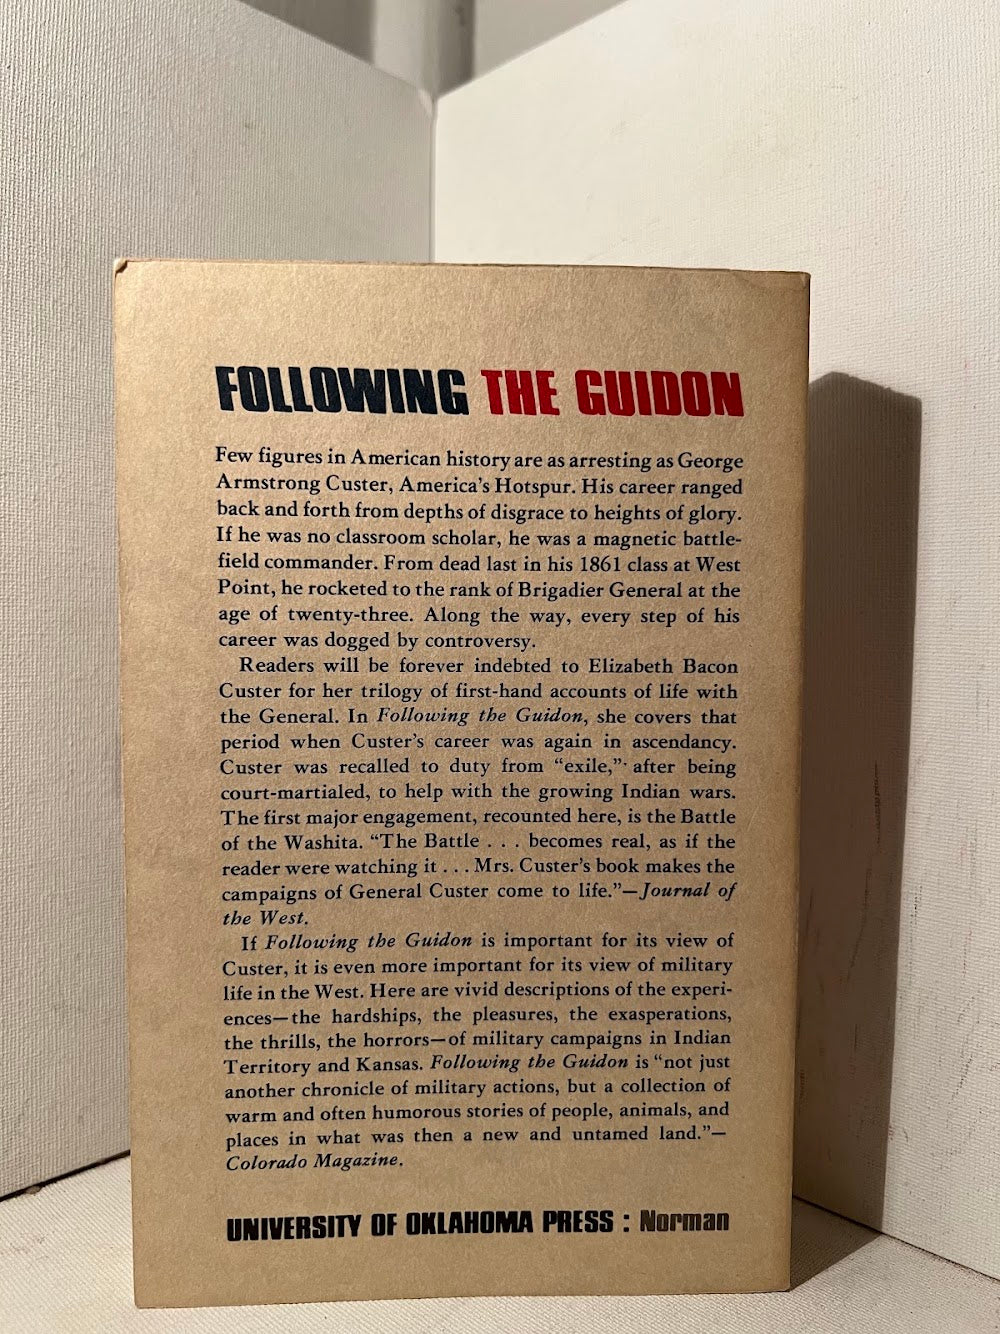 FOLLOWING THE GUIDON
Few figures in American history are as arresting as George
Armstrong Custer, America's Hotspur. His career ranged
back and forth from depths of disgrace to heights of glory.
If he was no classroom scholar, he was a magnetic battle-
field commander. From dead last in his 1861 class at West
Point, he rocketed to the rank of Brigadier General at the
age of twenty-three. Along the way, every step of his
career was dogged by controversy.
Readers will be forever indebted to Elizabeth Bacon
Custer for her trilogy of first-hand accounts of life with
the General. In Following the Guidon, she covers that
period when Custer's career was again in ascendancy.
Custer was recalled to duty from “exile,” after being
court-martialed, to help with the growing Indian wars.
The first major engagement, recounted here, is the Battle
of the Washita. “The Battle . . . becomes real, as if the
reader were watching it . . . Mrs. Custer's book makes the
campaigns of General Custer come to life.”—Journal of
the West.
If Following the Guidon is important for its view of
Custer, it is even more important for its view of military
life in the West. Here are vivid descriptions of the experi-
ences—the hardships, the pleasures, the exasperations,
the thrills, the horrors—of military campaigns in Indian
Territory and Kansas. Following the Guidon is “not just
another chronicle of military actions, but a collection of
warm and often humorous stories of people, animals, and
places in what was then a new and untamed land.”—
Colorado Magazine.
UNIVERSITY OF OKLAHOMA PRESS : Norman